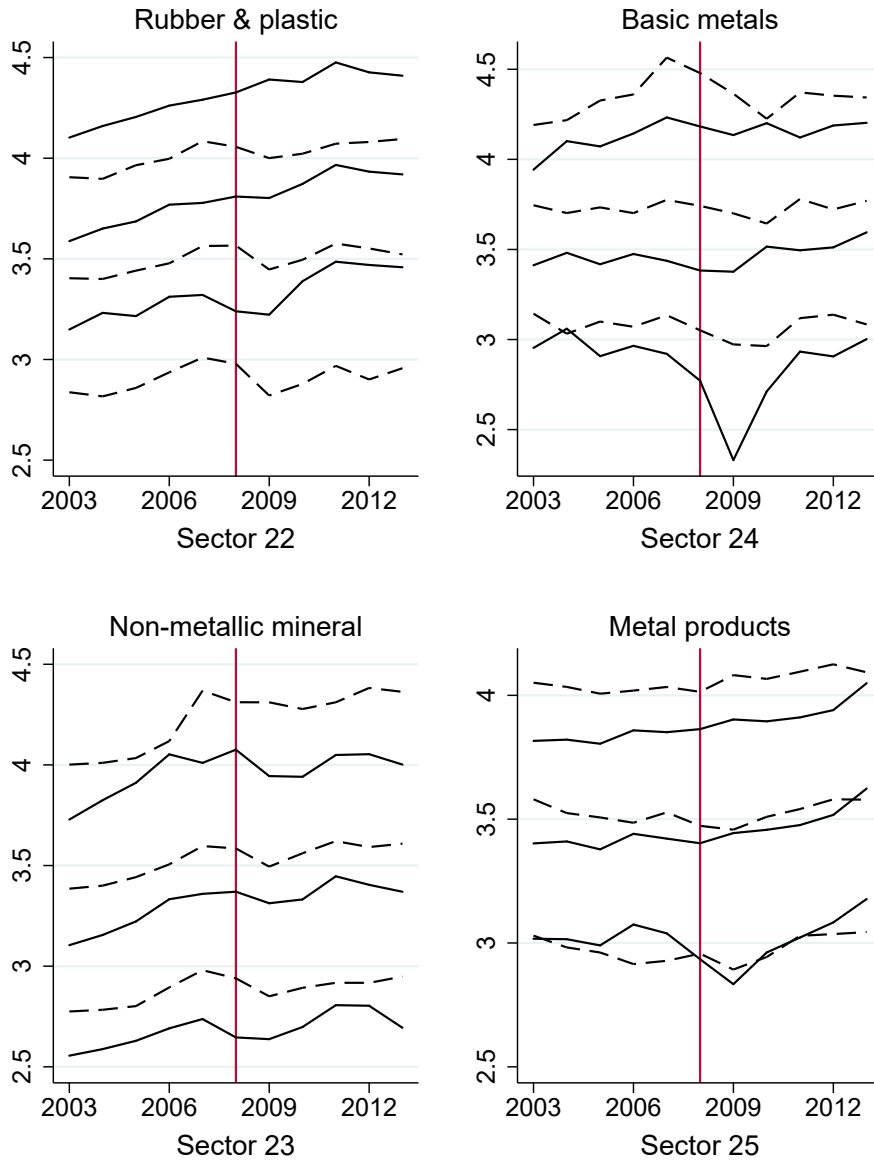 Rubber & plastic
4.5
4
3.5
3
2.5
2003 2006 2009 2012
Sector 22
Basic metals
4.5
4
3.5
3
2.5
2003 2006 2009 2012
Sector 24
Non-metallic mineral
4.5
4
3.5
3
2.5
2003 2006 2009 2012
Sector 23
Metal products
4
3.5
3
2.5
2003 2006 2009 2012
Sector 25